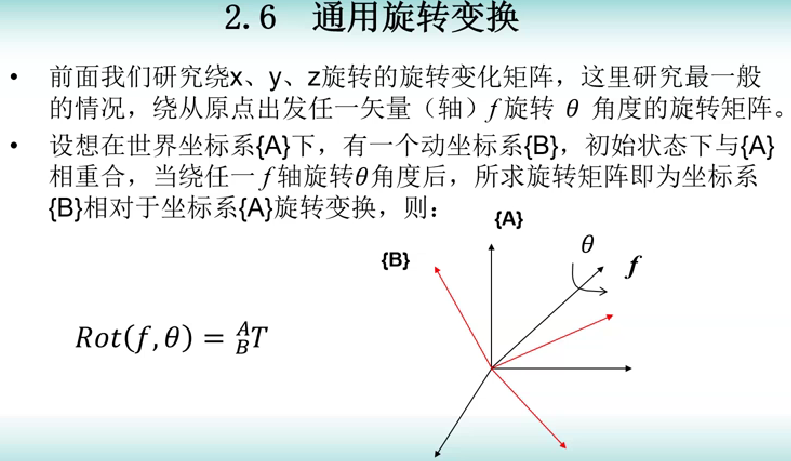 2.6 通用旋转变换
• 前面我们研究绕x、y、z旋转的旋转变化矩阵，这里研究最一般
的情况，绕从原点出发任一矢量（轴）f旋转 θ 角度的旋转矩阵。
• 设想在世界坐标系{A}下，有一个动坐标系{B}，初始状态下与{A}
相重合，当绕任一f轴旋转θ角度后，所求旋转矩阵即为坐标系
{B}相对于坐标系{A}旋转变换，则：
{A}
{B}
θ
f
Rot(f,θ) = ᴬ_BT